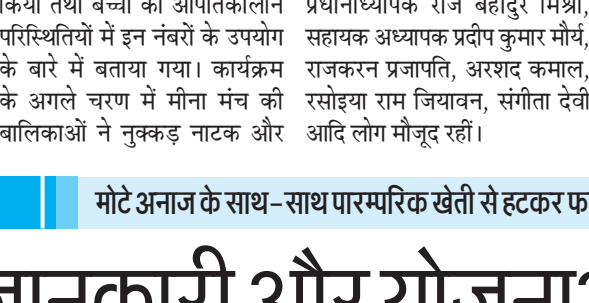 किया तथा बच्चों को आपातकालीन
परिस्थितियों में इन नंबरों के उपयोग
के बारे में बताया गया। कार्यक्रम
के अगले चरण में मीना मंच की
बालिकाओं ने नुक्कड़ नाटक और
प्रधानाध्यापक राज बहादुर मिश्रा,
सहायक अध्यापक प्रदीप कुमार मौर्य,
राजकरन प्रजापति, अरशद कमाल,
रसोइया राम जियावन, संगीता देवी
आदि लोग मौजूद रहीं।
मोटे अनाज के साथ-साथ पारम्परिक खेती से हटकर फ
जानकारी और